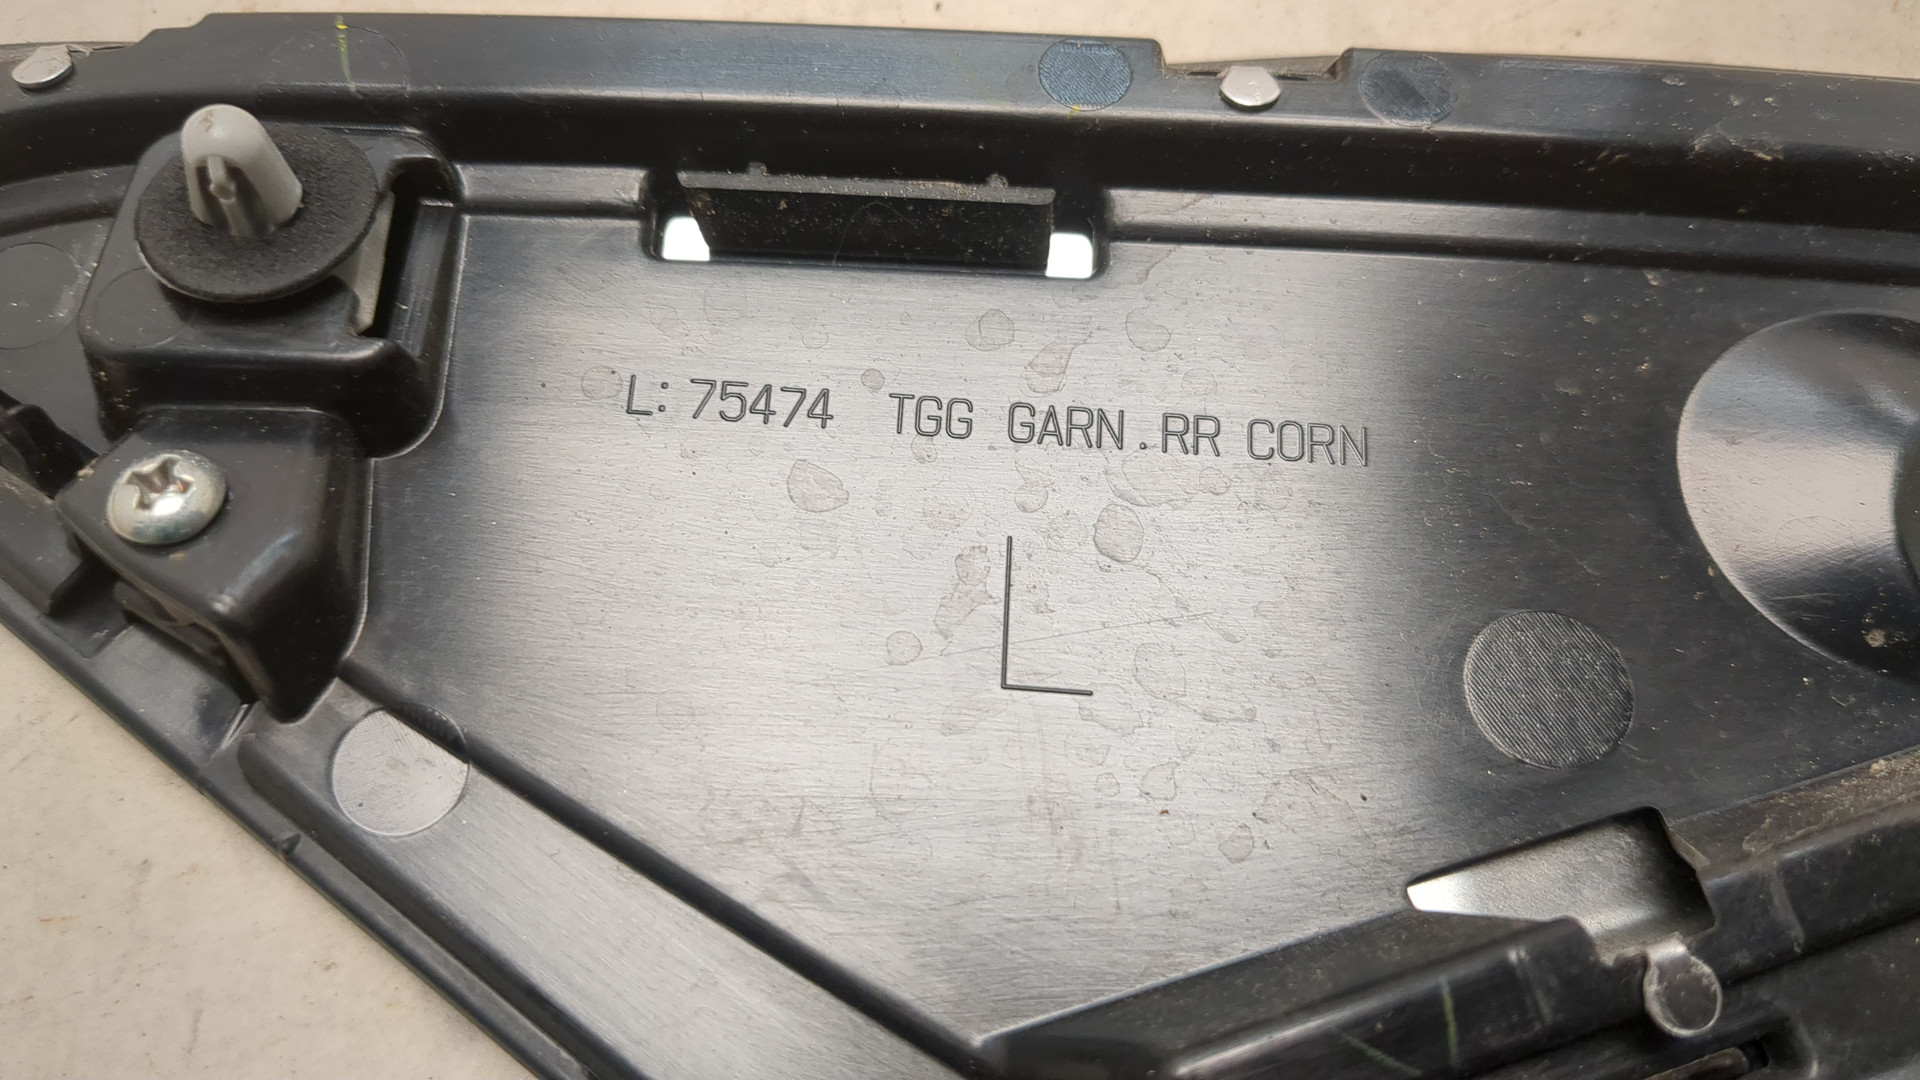 L: 75474 TGG GARN.RR CORN
L